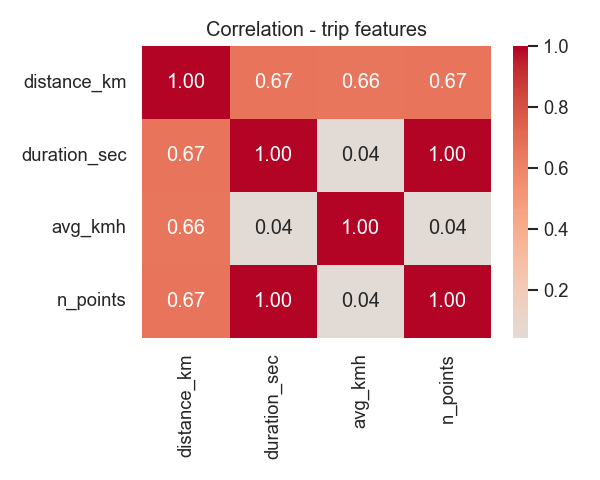 Correlation - trip features
distance_km 1.00 0.67 0.66 0.67
duration_sec 0.67 1.00 0.04 1.00
avg_kmh 0.66 0.04 1.00 0.04
n_points 0.67 1.00 0.04 1.00
distance_km duration_sec avg_kmh n_points
1.0
0.8
0.6
0.4
0.2